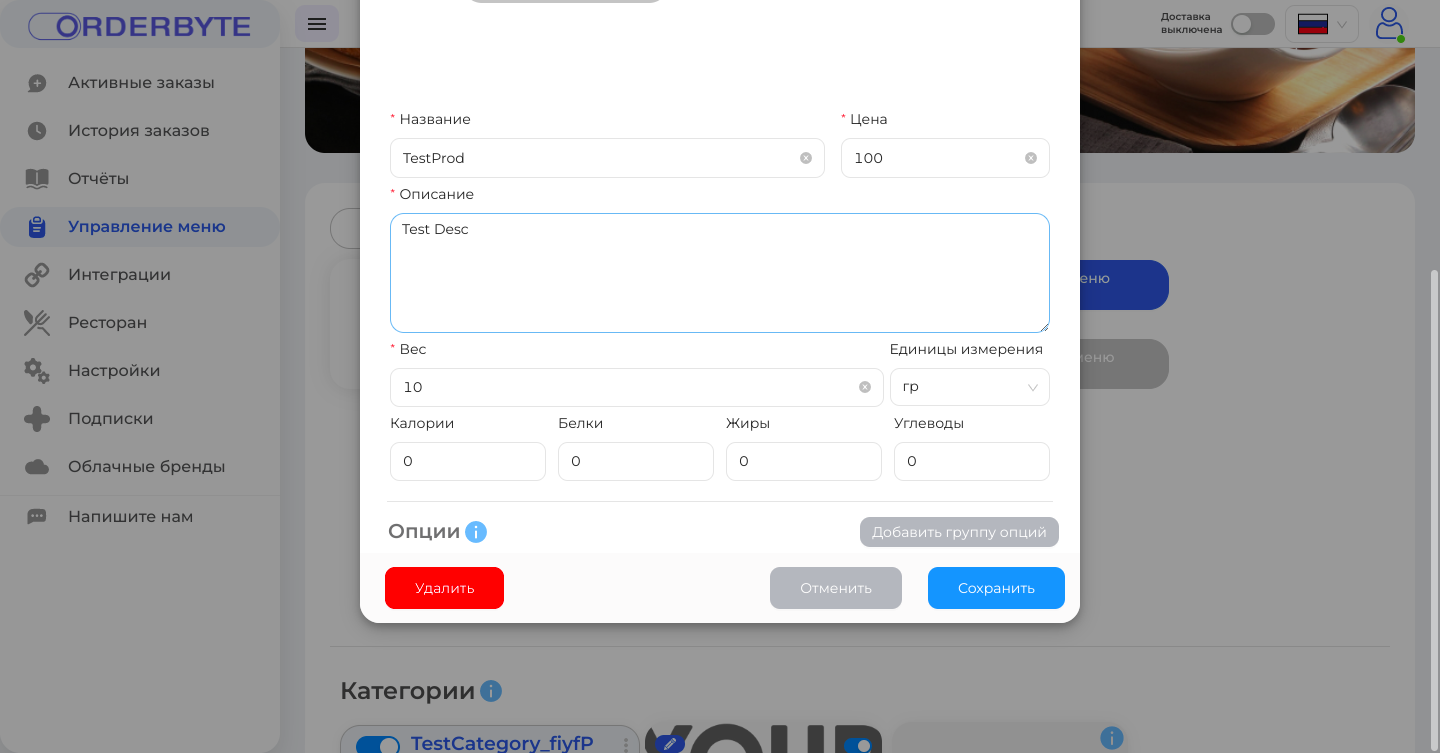 ORDERBYTE
Доставка
выключена
Активные заказы
История заказов
Отчёты
Управление меню
Интеграции
Ресторан
Настройки
Подписки
Облачные бренды
Напишите нам
* Название
* Цена
TestProd
100
* Описание
Test Desc
* Вес
Единицы измерения
10
гр
Калории
Белки
Жиры
Углеводы
0
0
0
0
Опции
Добавить группу опций
Удалить
Отменить
Сохранить
Категории
TestCategory_fiyfP
YOUR